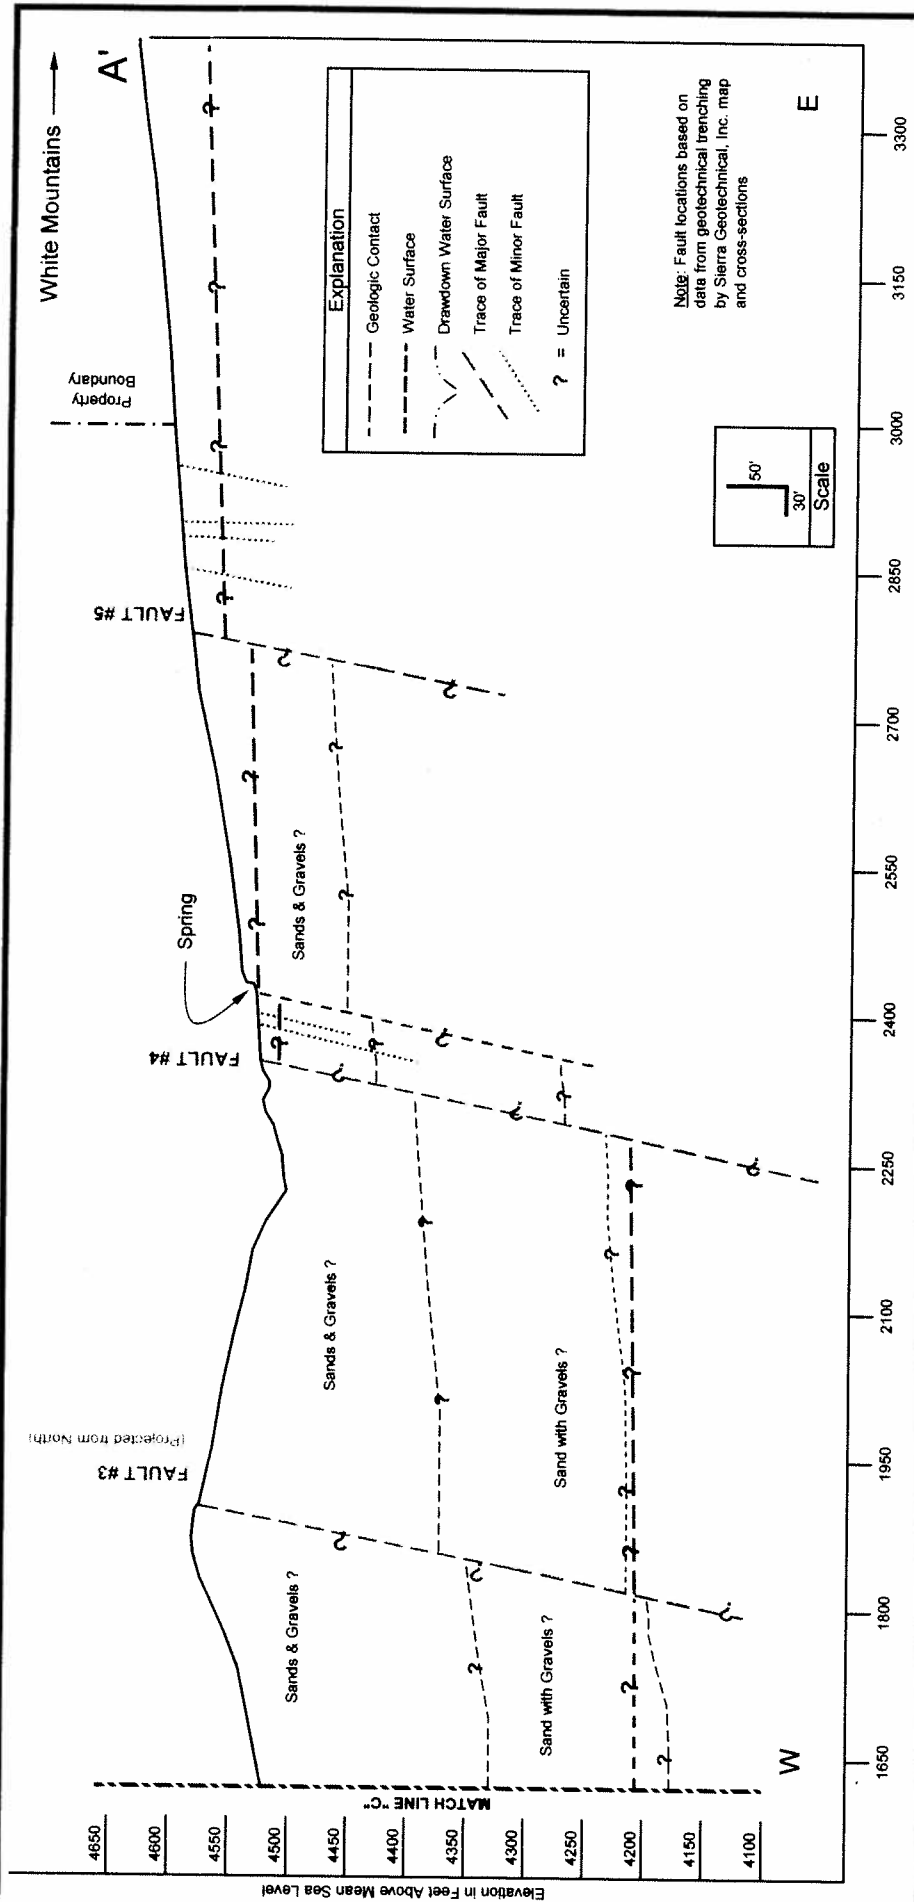 White Mountains
A'
Property
Boundary
FAULT #5
Spring
FAULT #4
(Projected from North)
FAULT #3
Explanation
Geologic Contact
Water Surface
Drawdown Water Surface
Trace of Major Fault
Trace of Minor Fault
? = Uncertain
Note: Fault locations based on
data from geotechnical trenching
by Sierra Geotechnical, Inc. map
and cross-sections
50'
30'
Scale
E
W
Sands & Gravels ?
Sands & Gravels ?
Sands & Gravels ?
Sand with Gravels ?
Sand with Gravels ?
MATCH LINE "C"
Elevation in Feet Above Mean Sea Level
4650
4600
4550
4500
4450
4400
4350
4300
4250
4200
4150
4100
1650
1800
1950
2100
2250
2400
2550
2700
2850
3000
3150
3300